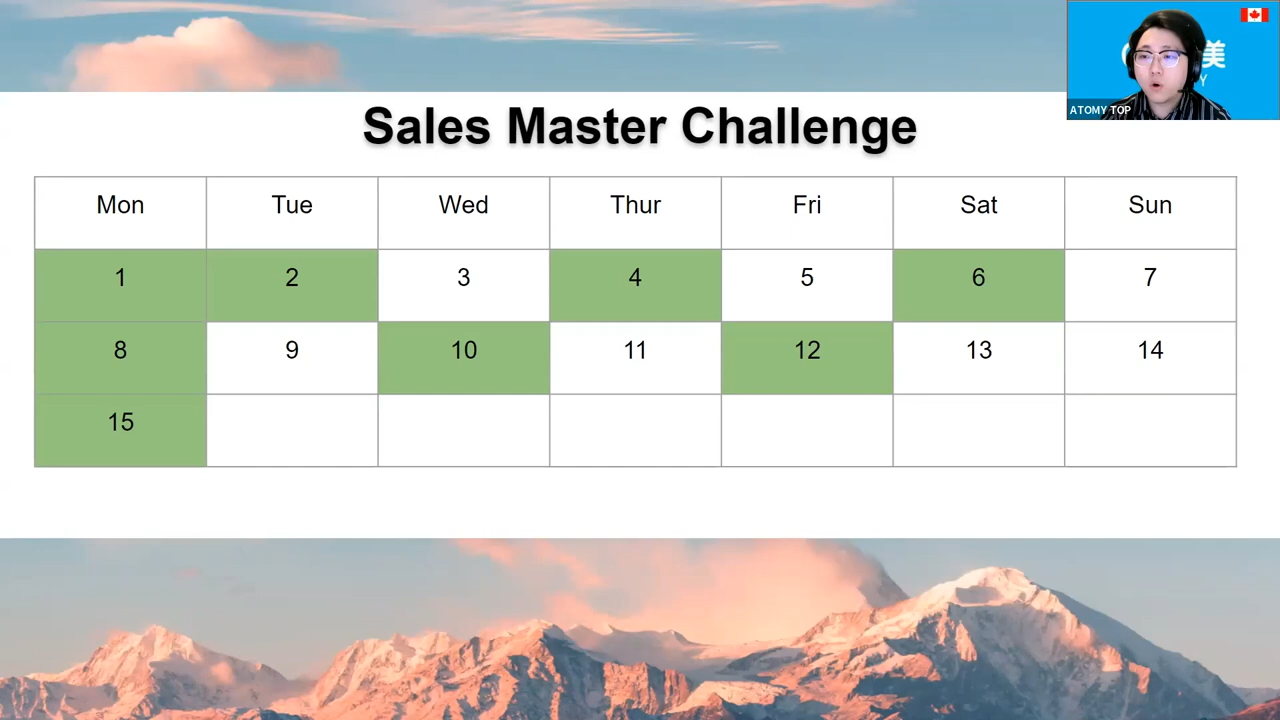 美
Y
ATOMY TOP
Sales Master Challenge
Mon Tue Wed Thur Fri Sat Sun
1 2 3 4 5 6 7
8 9 10 11 12 13 14
15